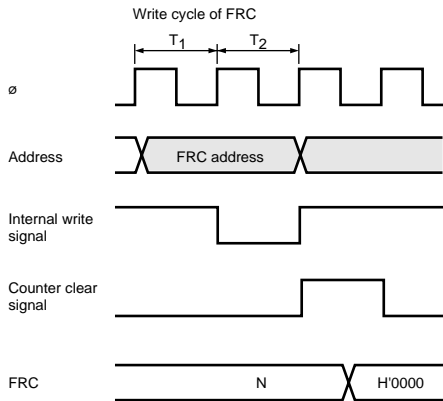 Write cycle of FRC
T1 T2
ø
Address
FRC address
Internal write
signal
Counter clear
signal
FRC
N
H'0000